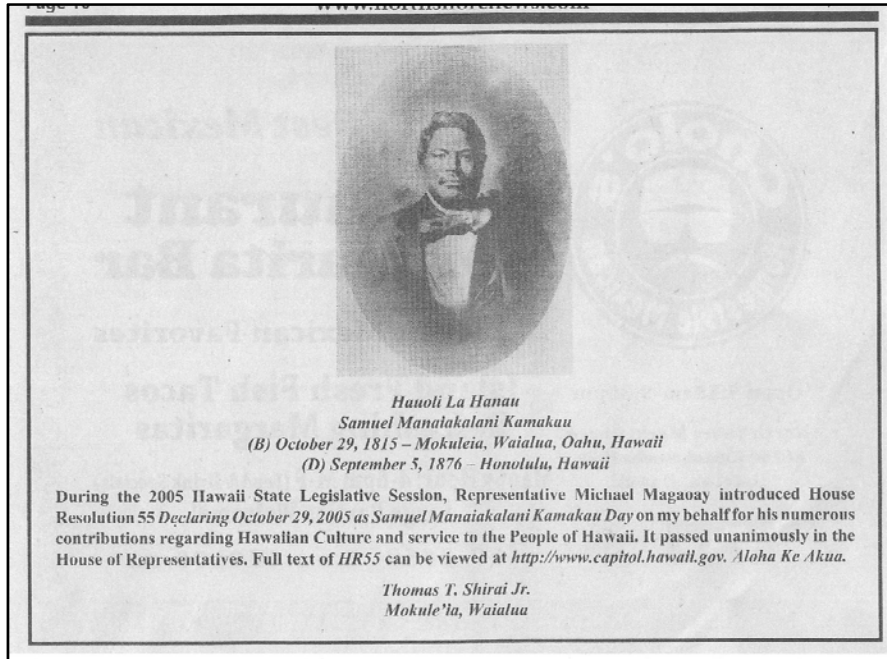 Page 10
www.northshorenews.com
Hauoli La Hanau
Samuel Manaiakalani Kamakau
(B) October 29, 1815 – Mokuleia, Waialua, Oahu, Hawaii
(D) September 5, 1876 – Honolulu, Hawaii
During the 2005 Hawaii State Legislative Session, Representative Michael Magaoay introduced House
Resolution 55 Declaring October 29, 2005 as Samuel Manaiakalani Kamakau Day on my behalf for his numerous
contributions regarding Hawaiian Culture and service to the People of Hawaii. It passed unanimously in the
House of Representatives. Full text of HR55 can be viewed at http://www.capitol.hawaii.gov. Aloha Ke Akua.
Thomas T. Shirai Jr.
Mokule'ia, Waialua